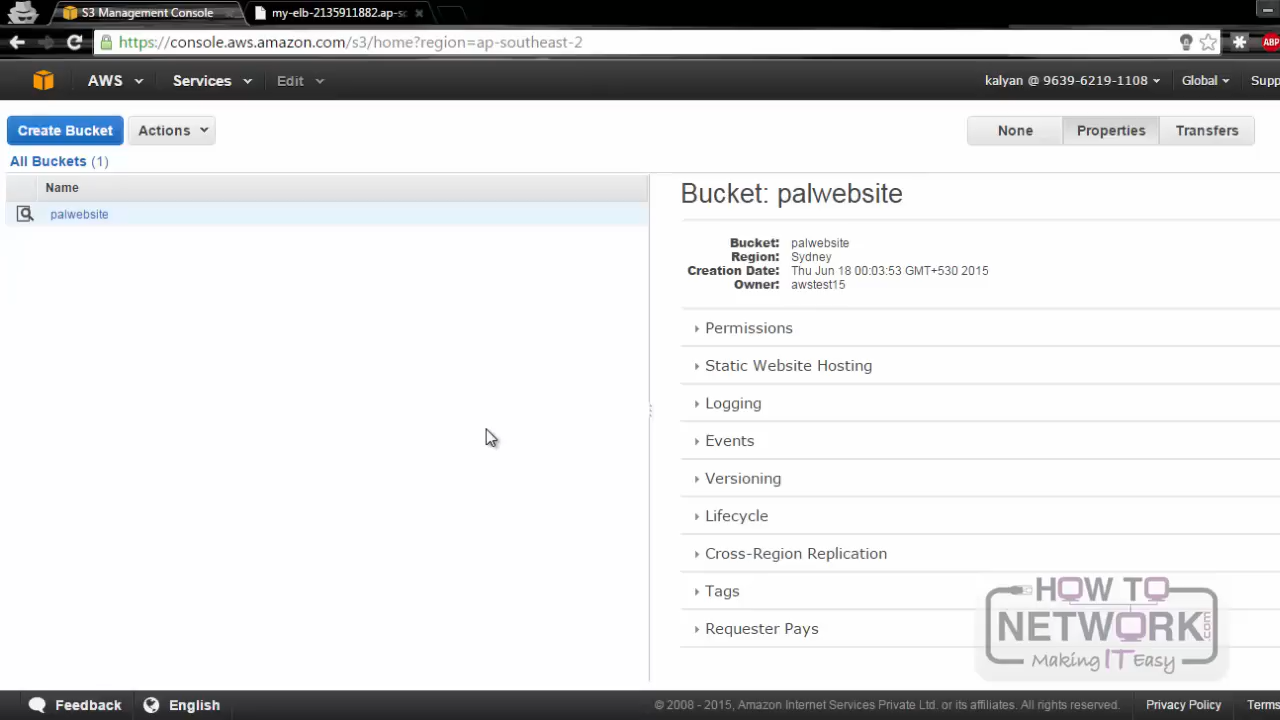 S3 Management Console
my-elb-2135911882.ap-so
https://console.aws.amazon.com/s3/home?region=ap-southeast-2
ABP
AWS Services Edit kalyan @ 9639-6219-1108 Global Supp
Create Bucket Actions None Properties Transfers
All Buckets (1)
Name
palwebsite
Bucket: palwebsite
Bucket: palwebsite
Region: Sydney
Creation Date: Thu Jun 18 00:03:53 GMT+530 2015
Owner: awstest15
Permissions
Static Website Hosting
Logging
Events
Versioning
Lifecycle
Cross-Region Replication
Tags
Requester Pays
HOW TO
NETWORK.com
Making IT Easy
Feedback English © 2008 - 2015, Amazon Internet Services Private Ltd. or its affiliates. All rights reserved. Privacy Policy Terms